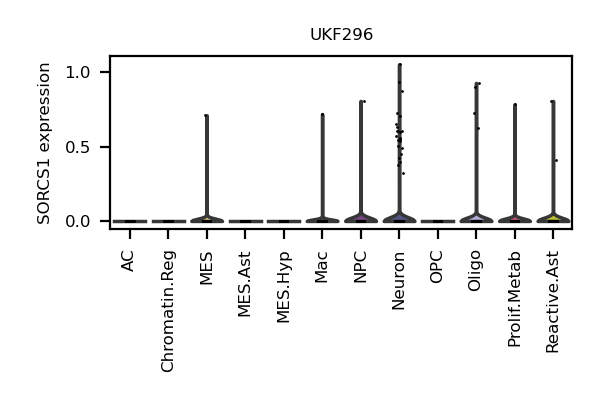 UKF296
SORCS1 expression
1.0
0.5
0.0
AC
Chromatin.Reg
MES
MES.Ast
MES.Hyp
Mac
NPC
Neuron
OPC
Oligo
Prolif.Metab
Reactive.Ast